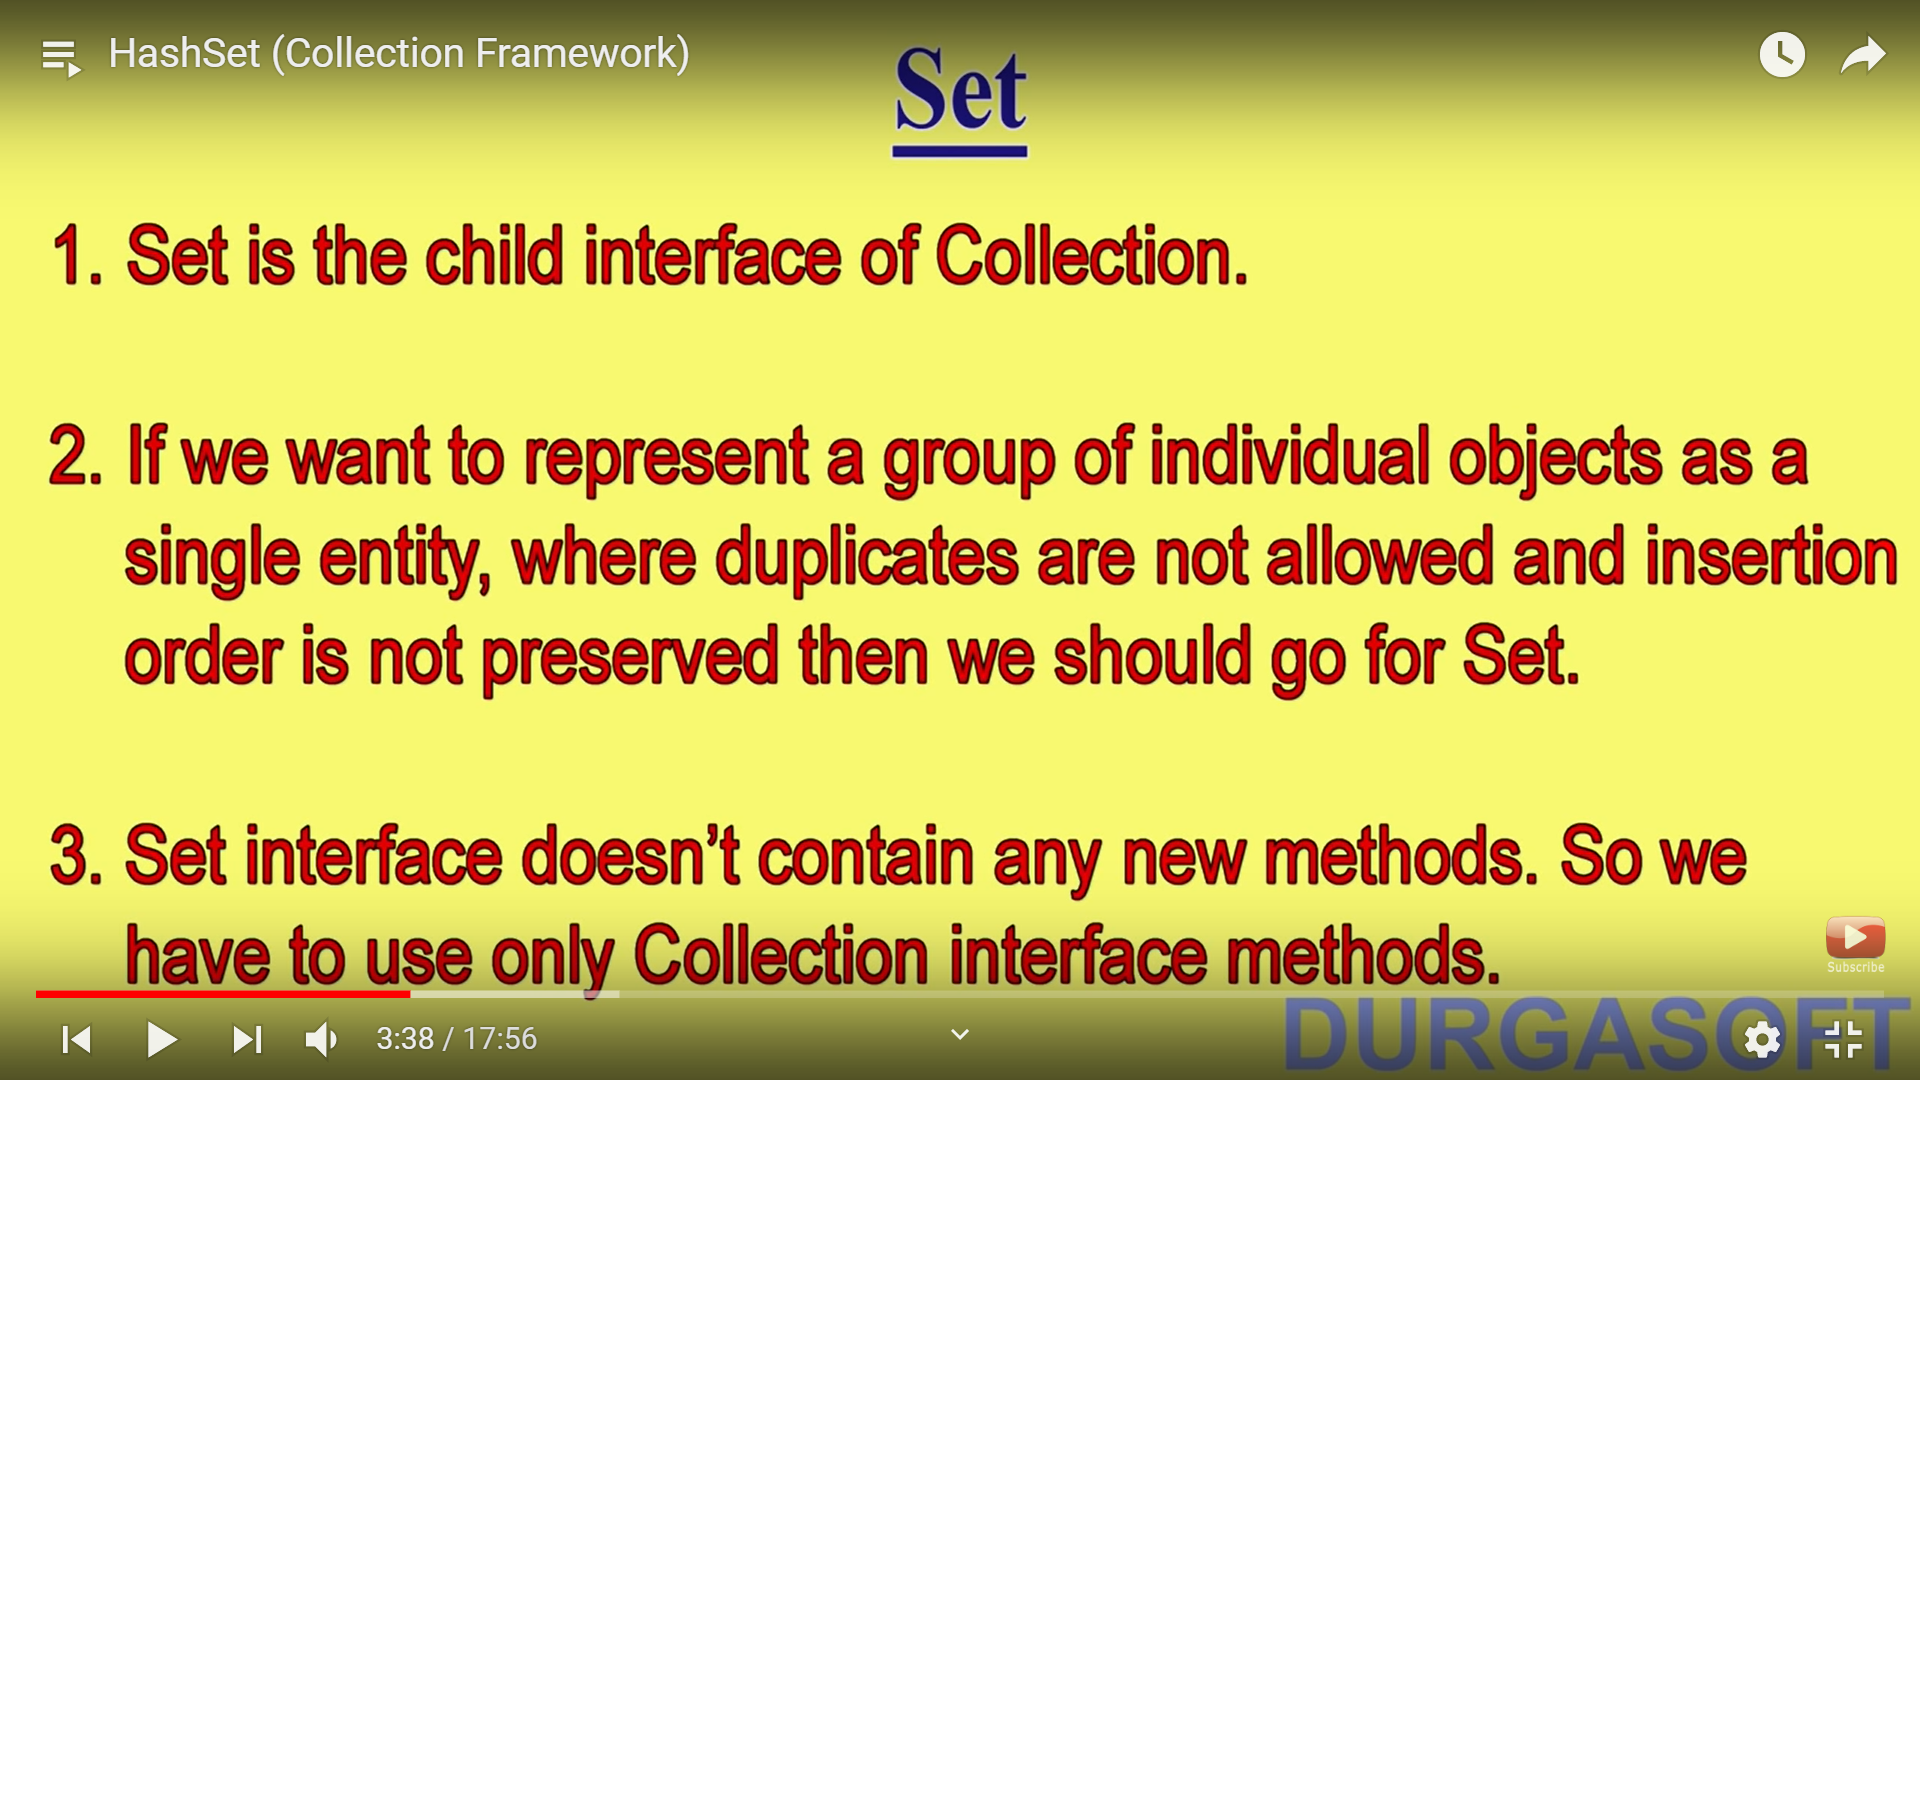 HashSet (Collection Framework)
Set
1. Set is the child interface of Collection.
2. If we want to represent a group of individual objects as a
single entity, where duplicates are not allowed and insertion
order is not preserved then we should go for Set.
3. Set interface doesn’t contain any new methods. So we
have to use only Collection interface methods.
Subscribe
3:38 / 17:56
DURGASOFT